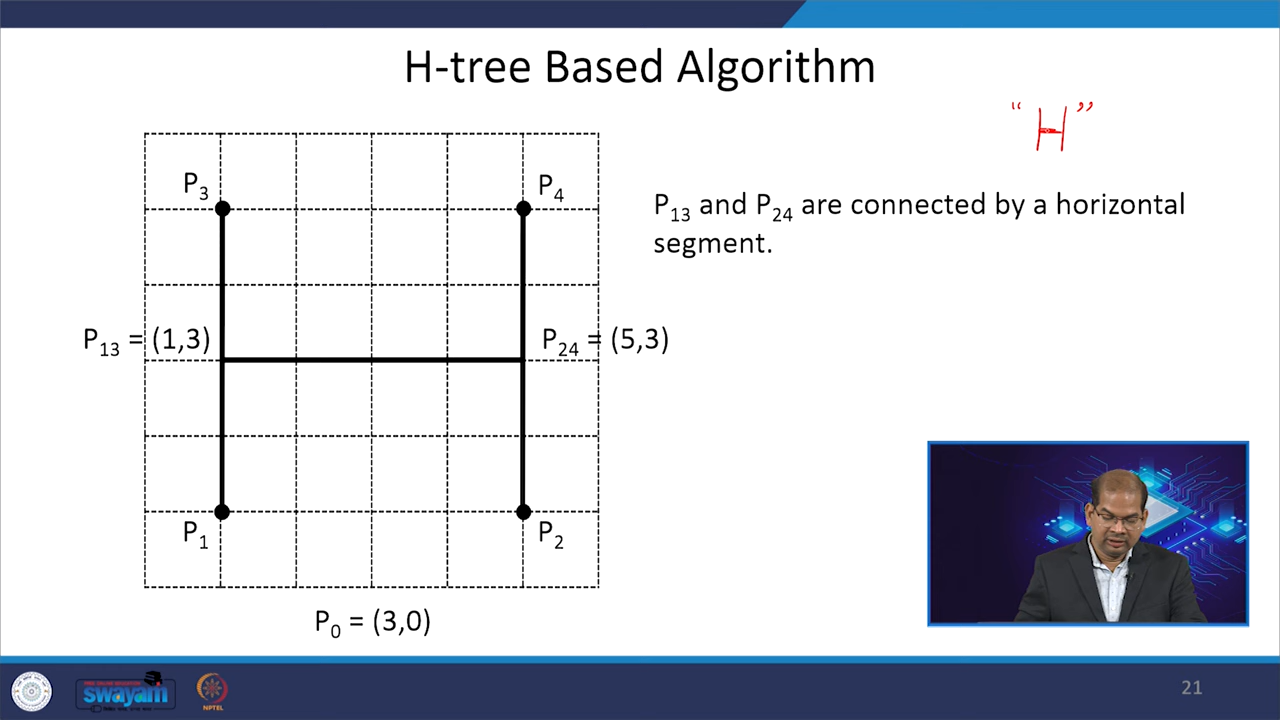 H-tree Based Algorithm
“H”
P₁₃ and P₂₄ are connected by a horizontal
segment.
P₃
P₄
P₁₃ = (1,3)
P₂₄ = (5,3)
P₁
P₂
P₀ = (3,0)
swayam
NPTEL
21